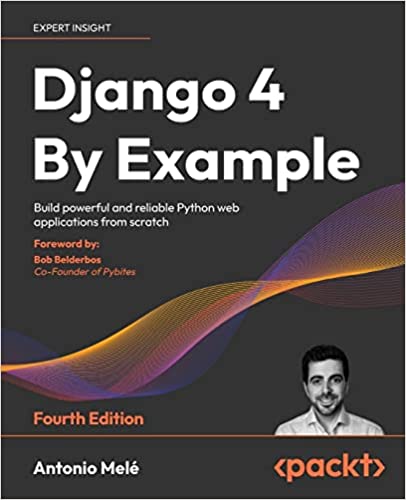 EXPERT INSIGHT
Django 4
By Example
Build powerful and reliable Python web
applications from scratch
Foreword by:
Bob Belderbos
Co-Founder of Pybites
Fourth Edition
Antonio Melé
<packt>